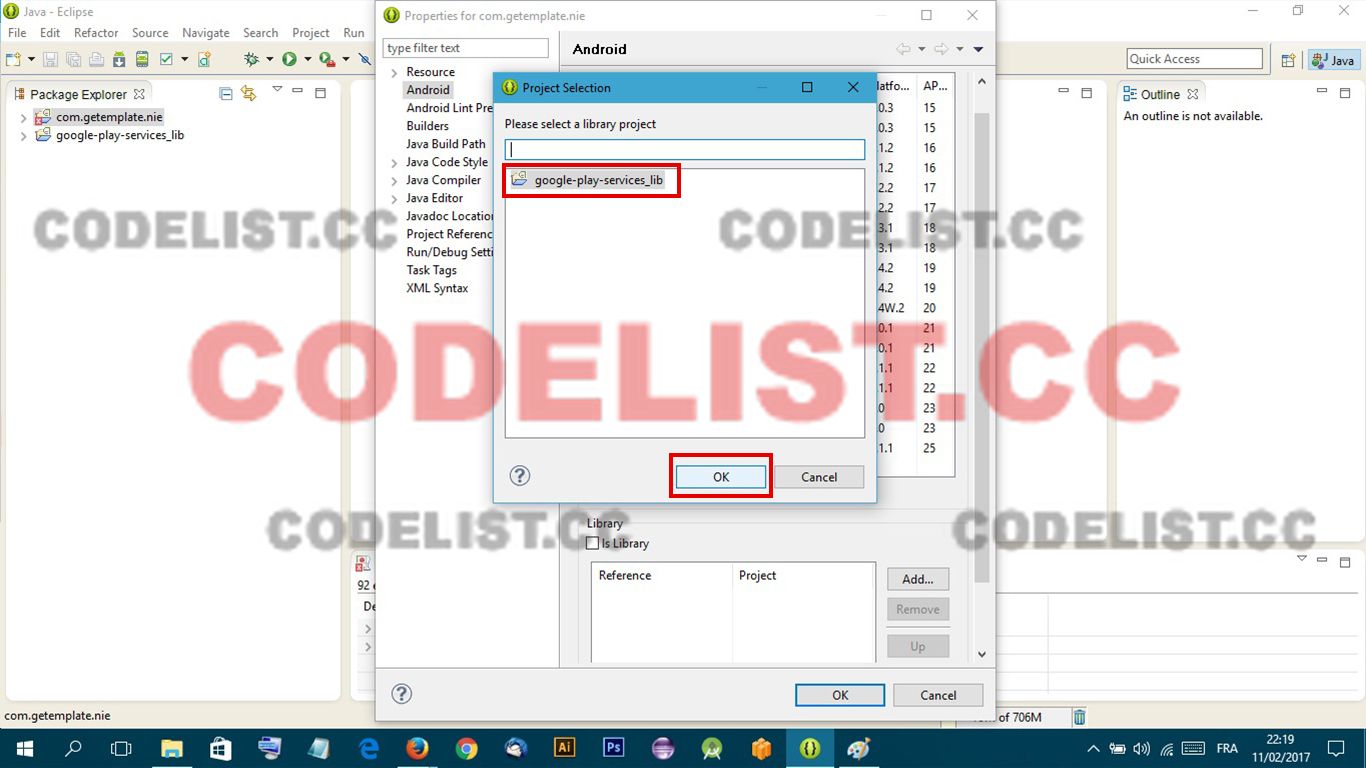 Java - Eclipse
File Edit Refactor Source Navigate Search Project Run
Quick Access
Java
Package Explorer
com.getemplate.nie
google-play-services_lib
Properties for com.getemplate.nie
type filter text
Resource
Android
Android Lint Pre
Builders
Java Build Path
Java Code Style
Java Compiler
Java Editor
Javadoc Location
Project Referenc
Run/Debug Setti
Task Tags
XML Syntax
Android
latfo... AP...
0.3 15
0.3 15
1.2 16
1.2 16
2.2 17
2.2 17
3.1 18
3.1 18
4.2 19
4.2 19
4W.2 20
0.1 21
0.1 21
1.1 22
1.1 22
0 23
0 23
1.1 25
Project Selection
Please select a library project
google-play-services_lib
OK Cancel
Library
Is Library
Reference Project
Add...
Remove
Up
OK Cancel
Outline
An outline is not available.
CODELIST.CC CODELIST.CC
CODELIST.CC
CODELIST.CC CODELIST.CC
92 e
De
com.getemplate.nie
of 706M
Ai Ps
FRA
22:19
11/02/2017